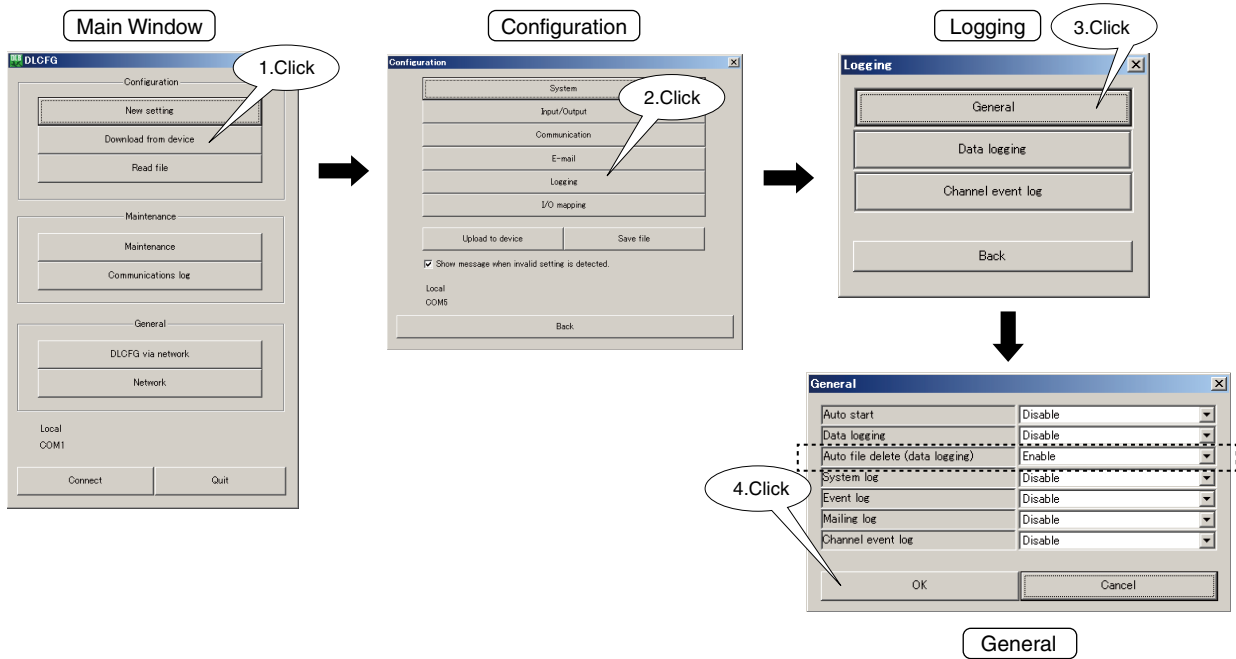 Main Window
DLCFG
1.Click
Configuration
New setting
Download from device
Read file
Maintenance
Maintenance
Communications log
General
DLCFG via network
Network
Local
COM1
Connect
Quit
Configuration
Configuration
System
2.Click
Input/Output
Communication
E-mail
Logging
I/O mapping
Upload to device
Save file
Show message when invalid setting is detected.
Local
COM5
Back
Logging
3.Click
Logging
General
Data logging
Channel event log
Back
General
Auto start Disable
Data logging Disable
Auto file delete (data logging) Enable
System log Disable
4.Click
Event log Disable
Mailing log Disable
Channel event log Disable
OK
Cancel
General